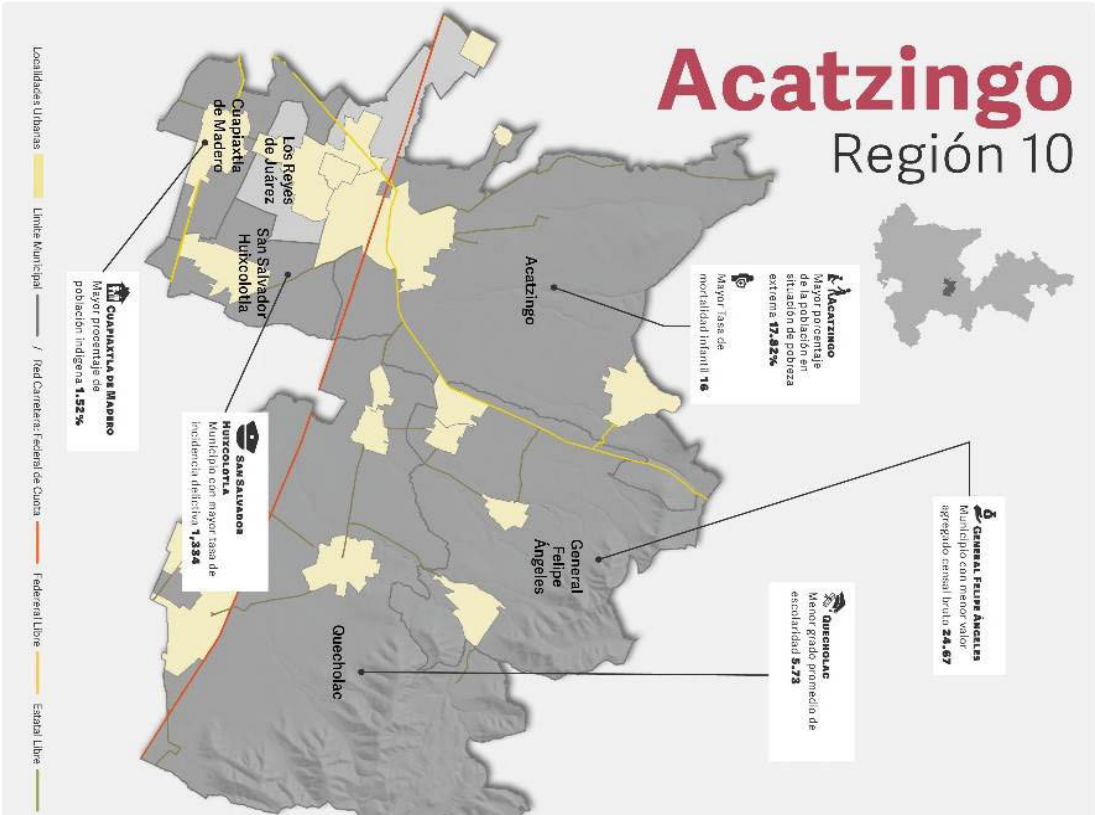 Acatzingo
Región 10
ACATZINGO
Mayor porcentaje
de la población en
situación de pobreza
extrema 17.82%
Mayor Tasa de
mortalidad infantil 16
GENERAL FELIPE ÁNGELES
Municipio con menor valor
agregado censal bruto 24.67
QUECHOLAC
Menor grado promedio de
escolaridad 5.73
SAN SALVADOR
HUIXCOLOTLA
Municipio con mayor tasa de
incidencia delictiva 1,334
CUAPIAXTLA DE MADERO
Mayor procentaje de
población indígena 1.52%
Acatzingo
General
Felipe
Ángeles
Quecholac
San Salvador
Huixcolotla
Los Reyes
de Juárez
Cuapiaxtla
de Madero
Localidades Urbanas
Limite Municipal
/ Red Carretera: Federal de Cuota
Federeral Libre
Estatal Libre